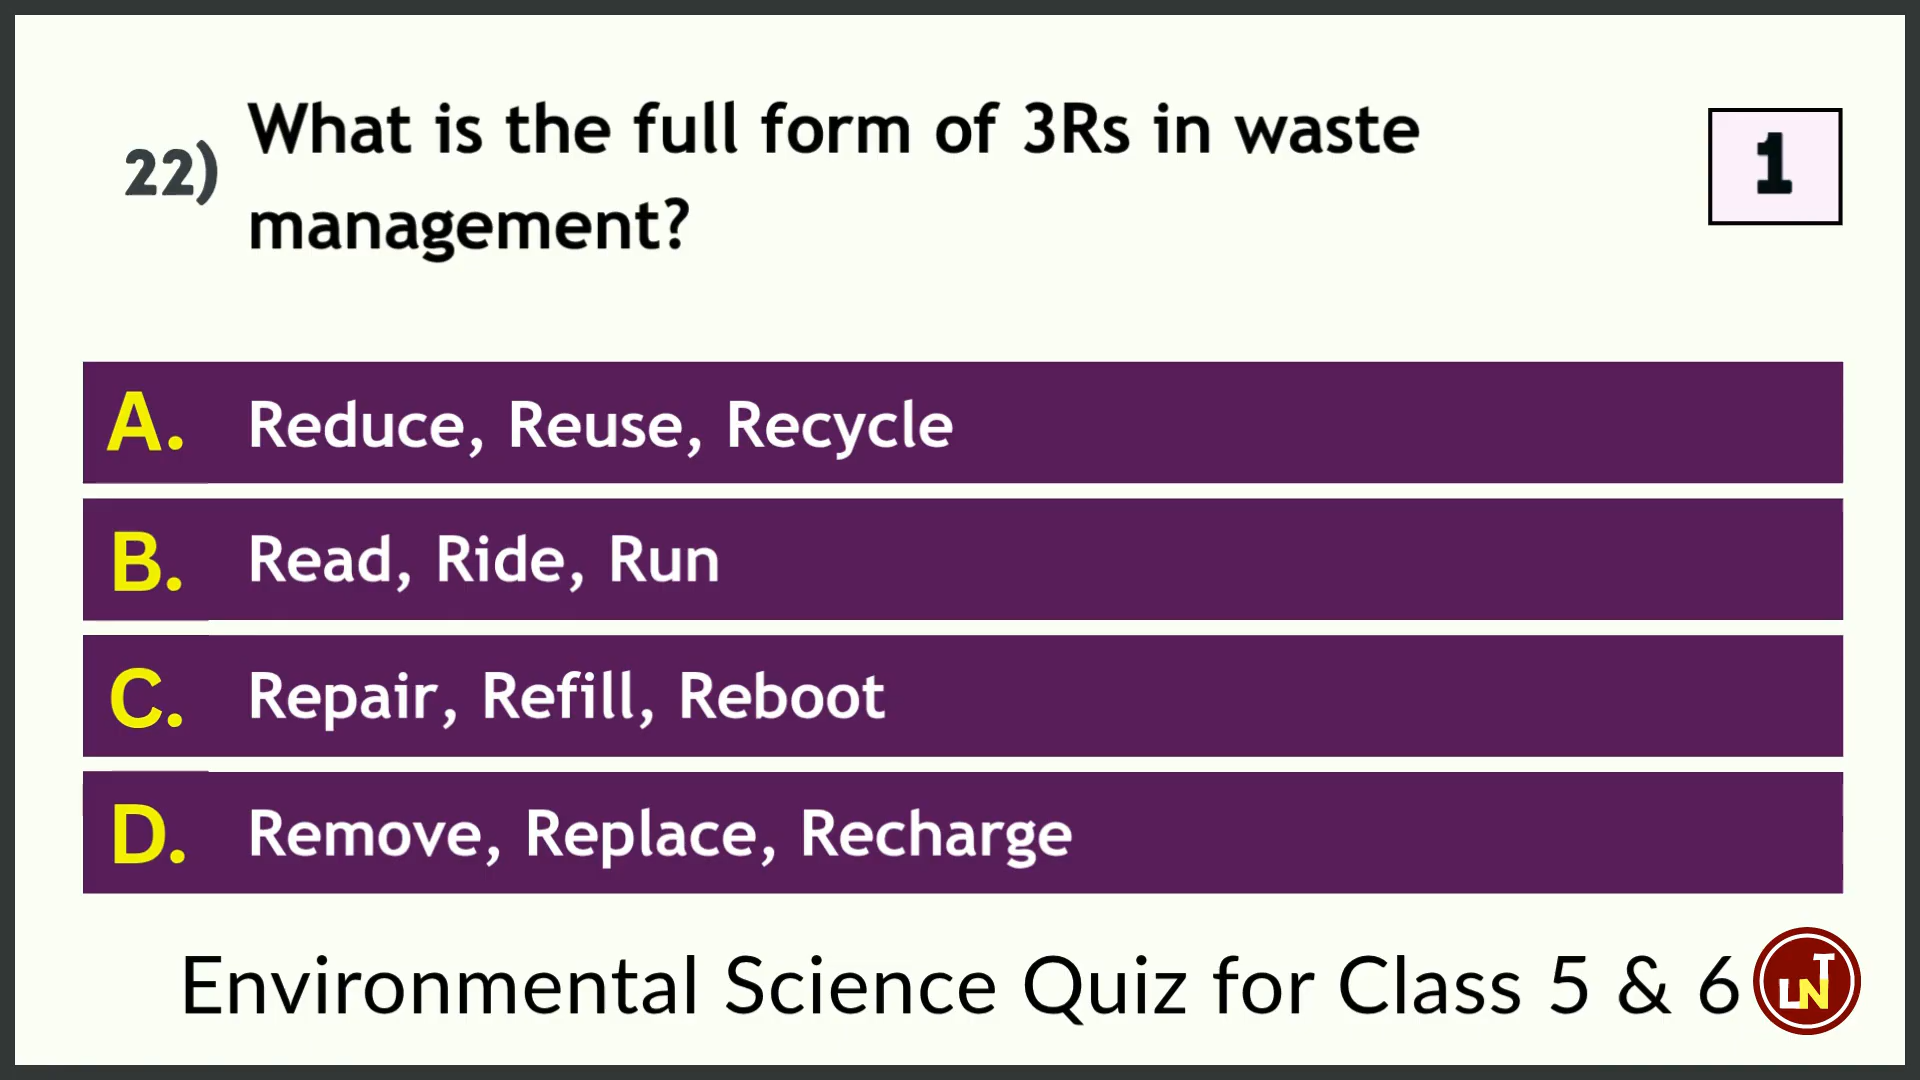 22)
What is the full form of 3Rs in waste
management?
1
A. Reduce, Reuse, Recycle
B. Read, Ride, Run
C. Repair, Refill, Reboot
D. Remove, Replace, Recharge
Environmental Science Quiz for Class 5 & 6
LNT